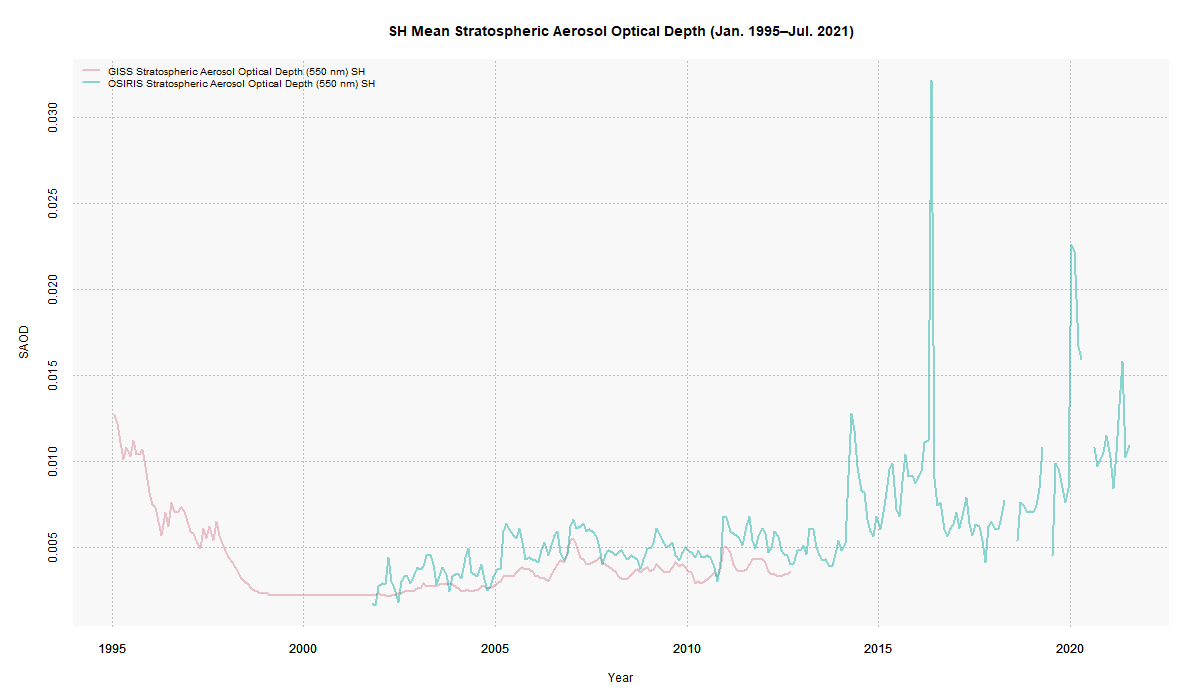 SH Mean Stratospheric Aerosol Optical Depth (Jan. 1995–Jul. 2021)
GISS Stratospheric Aerosol Optical Depth (550 nm) SH
OSIRIS Stratospheric Aerosol Optical Depth (550 nm) SH
0.030
0.025
0.020
0.015
0.010
0.005
SAOD
1995 2000 2005 2010 2015 2020
Year